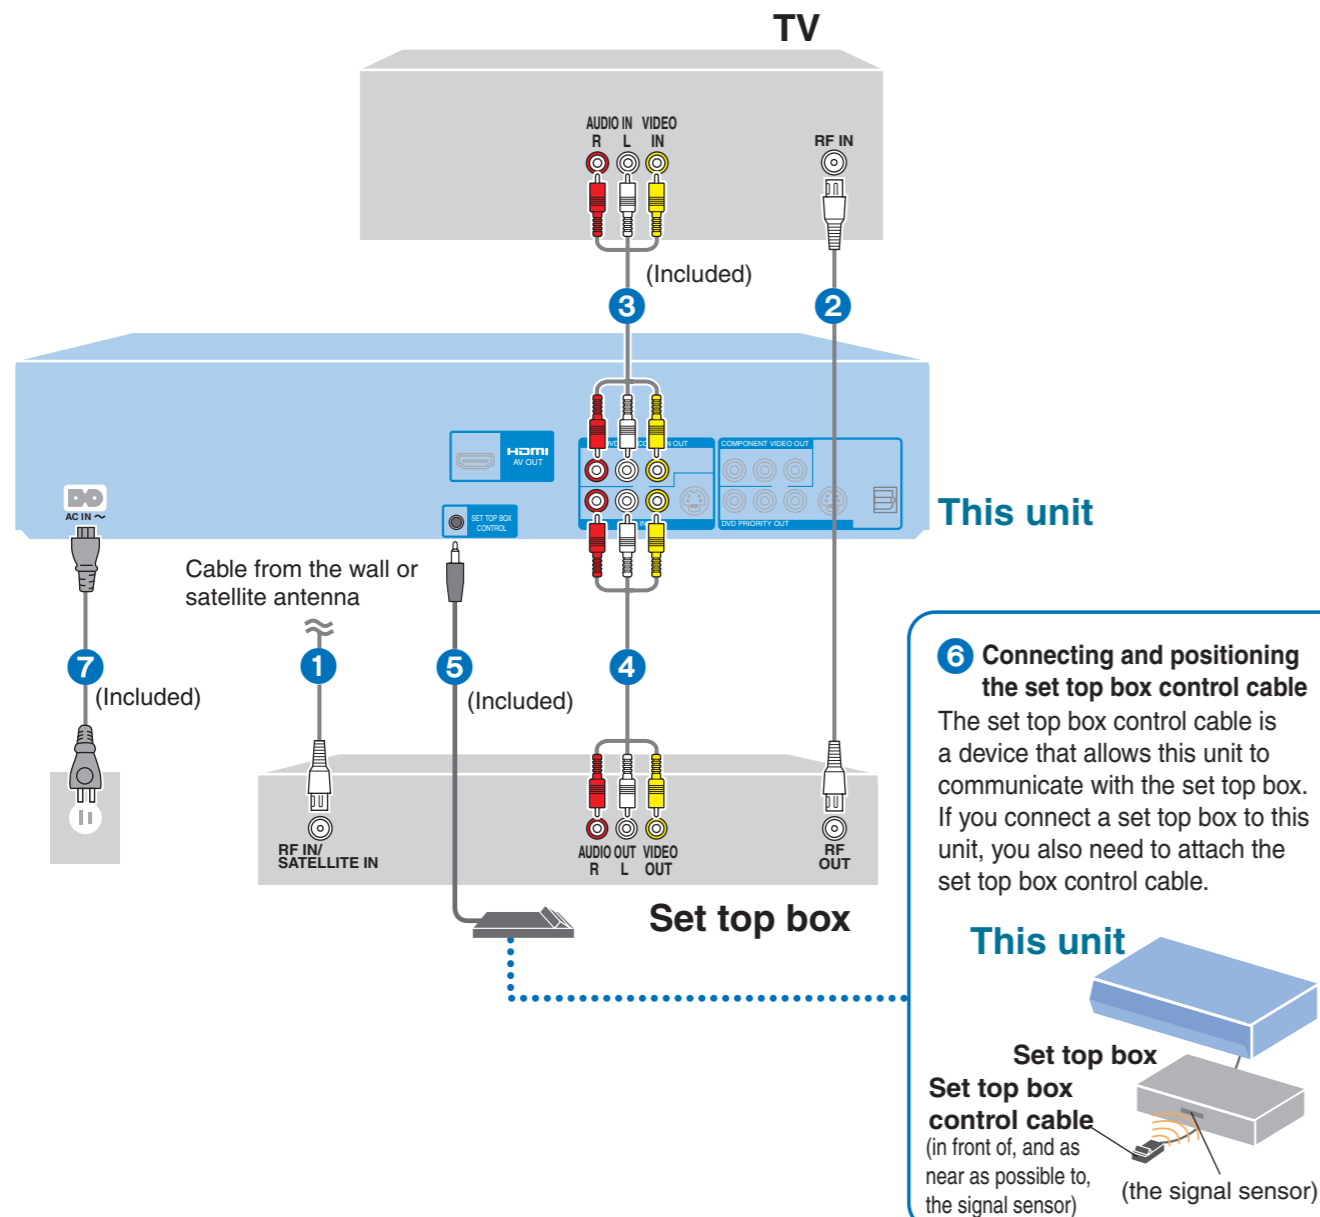 TV
AUDIO IN VIDEO
R L IN
RF IN
(Included)
3
2
HDMI
AV OUT
COMPONENT VIDEO OUT
AC IN ~
SET TOP BOX
CONTROL
DVD PRIORITY OUT
This unit
Cable from the wall or
satellite antenna
7
(Included)
1
5
(Included)
4
RF IN/
SATELLITE IN
AUDIO OUT VIDEO
R L OUT
RF
OUT
Set top box
6 Connecting and positioning
the set top box control cable
The set top box control cable is
a device that allows this unit to
communicate with the set top box.
If you connect a set top box to this
unit, you also need to attach the
set top box control cable.
This unit
Set top box
Set top box
control cable
(in front of, and as
near as possible to,
the signal sensor)
(the signal sensor)